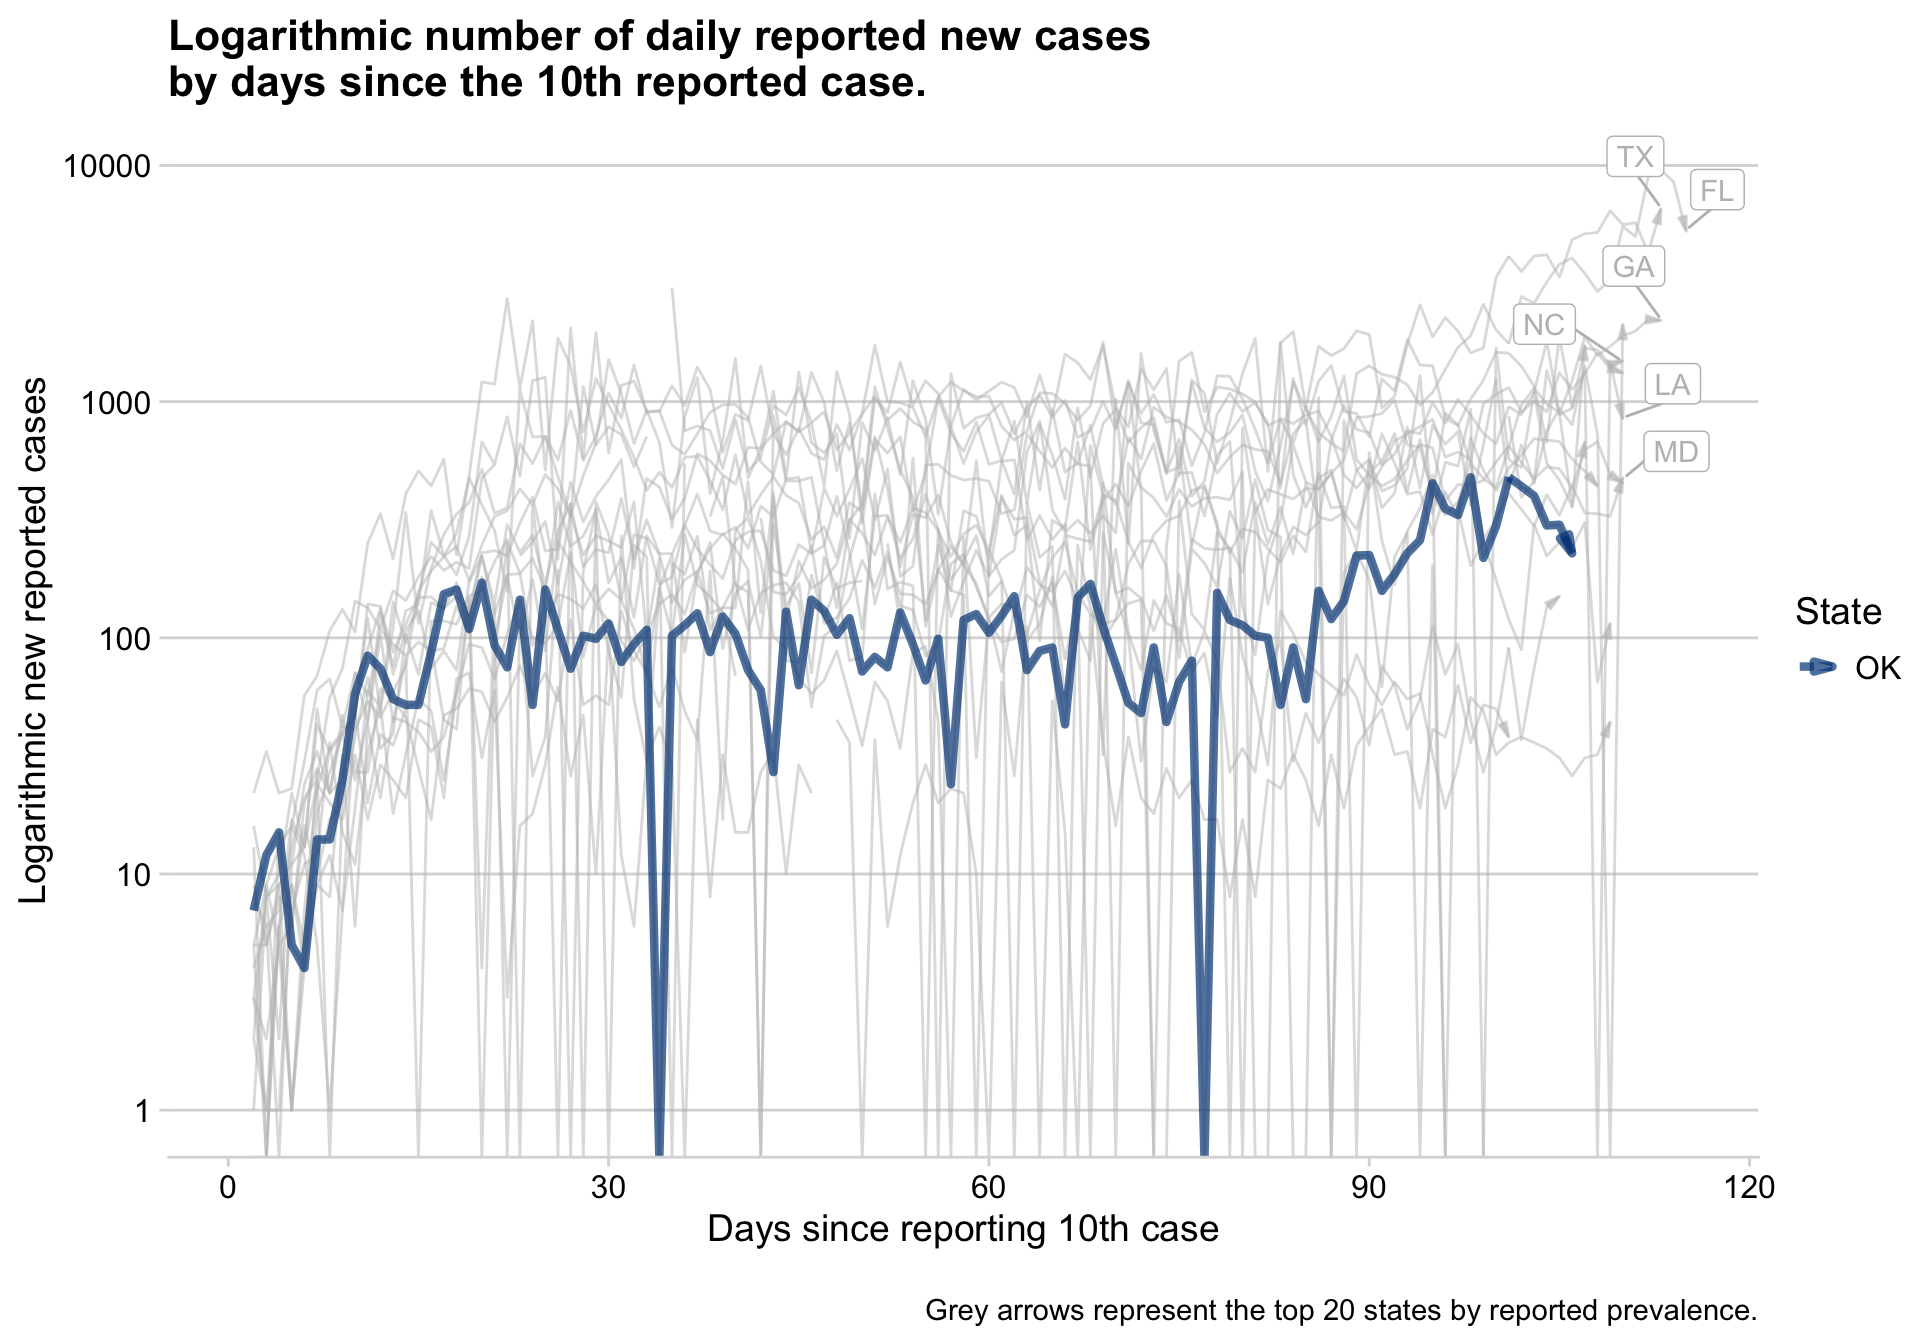 Logarithmic number of daily reported new cases
by days since the 10th reported case.
Logarithmic new reported cases
10000
1000
100
10
1
TX
FL
GA
NC
LA
MD
State
OK
0
30
60
90
120
Days since reporting 10th case
Grey arrows represent the top 20 states by reported prevalence.